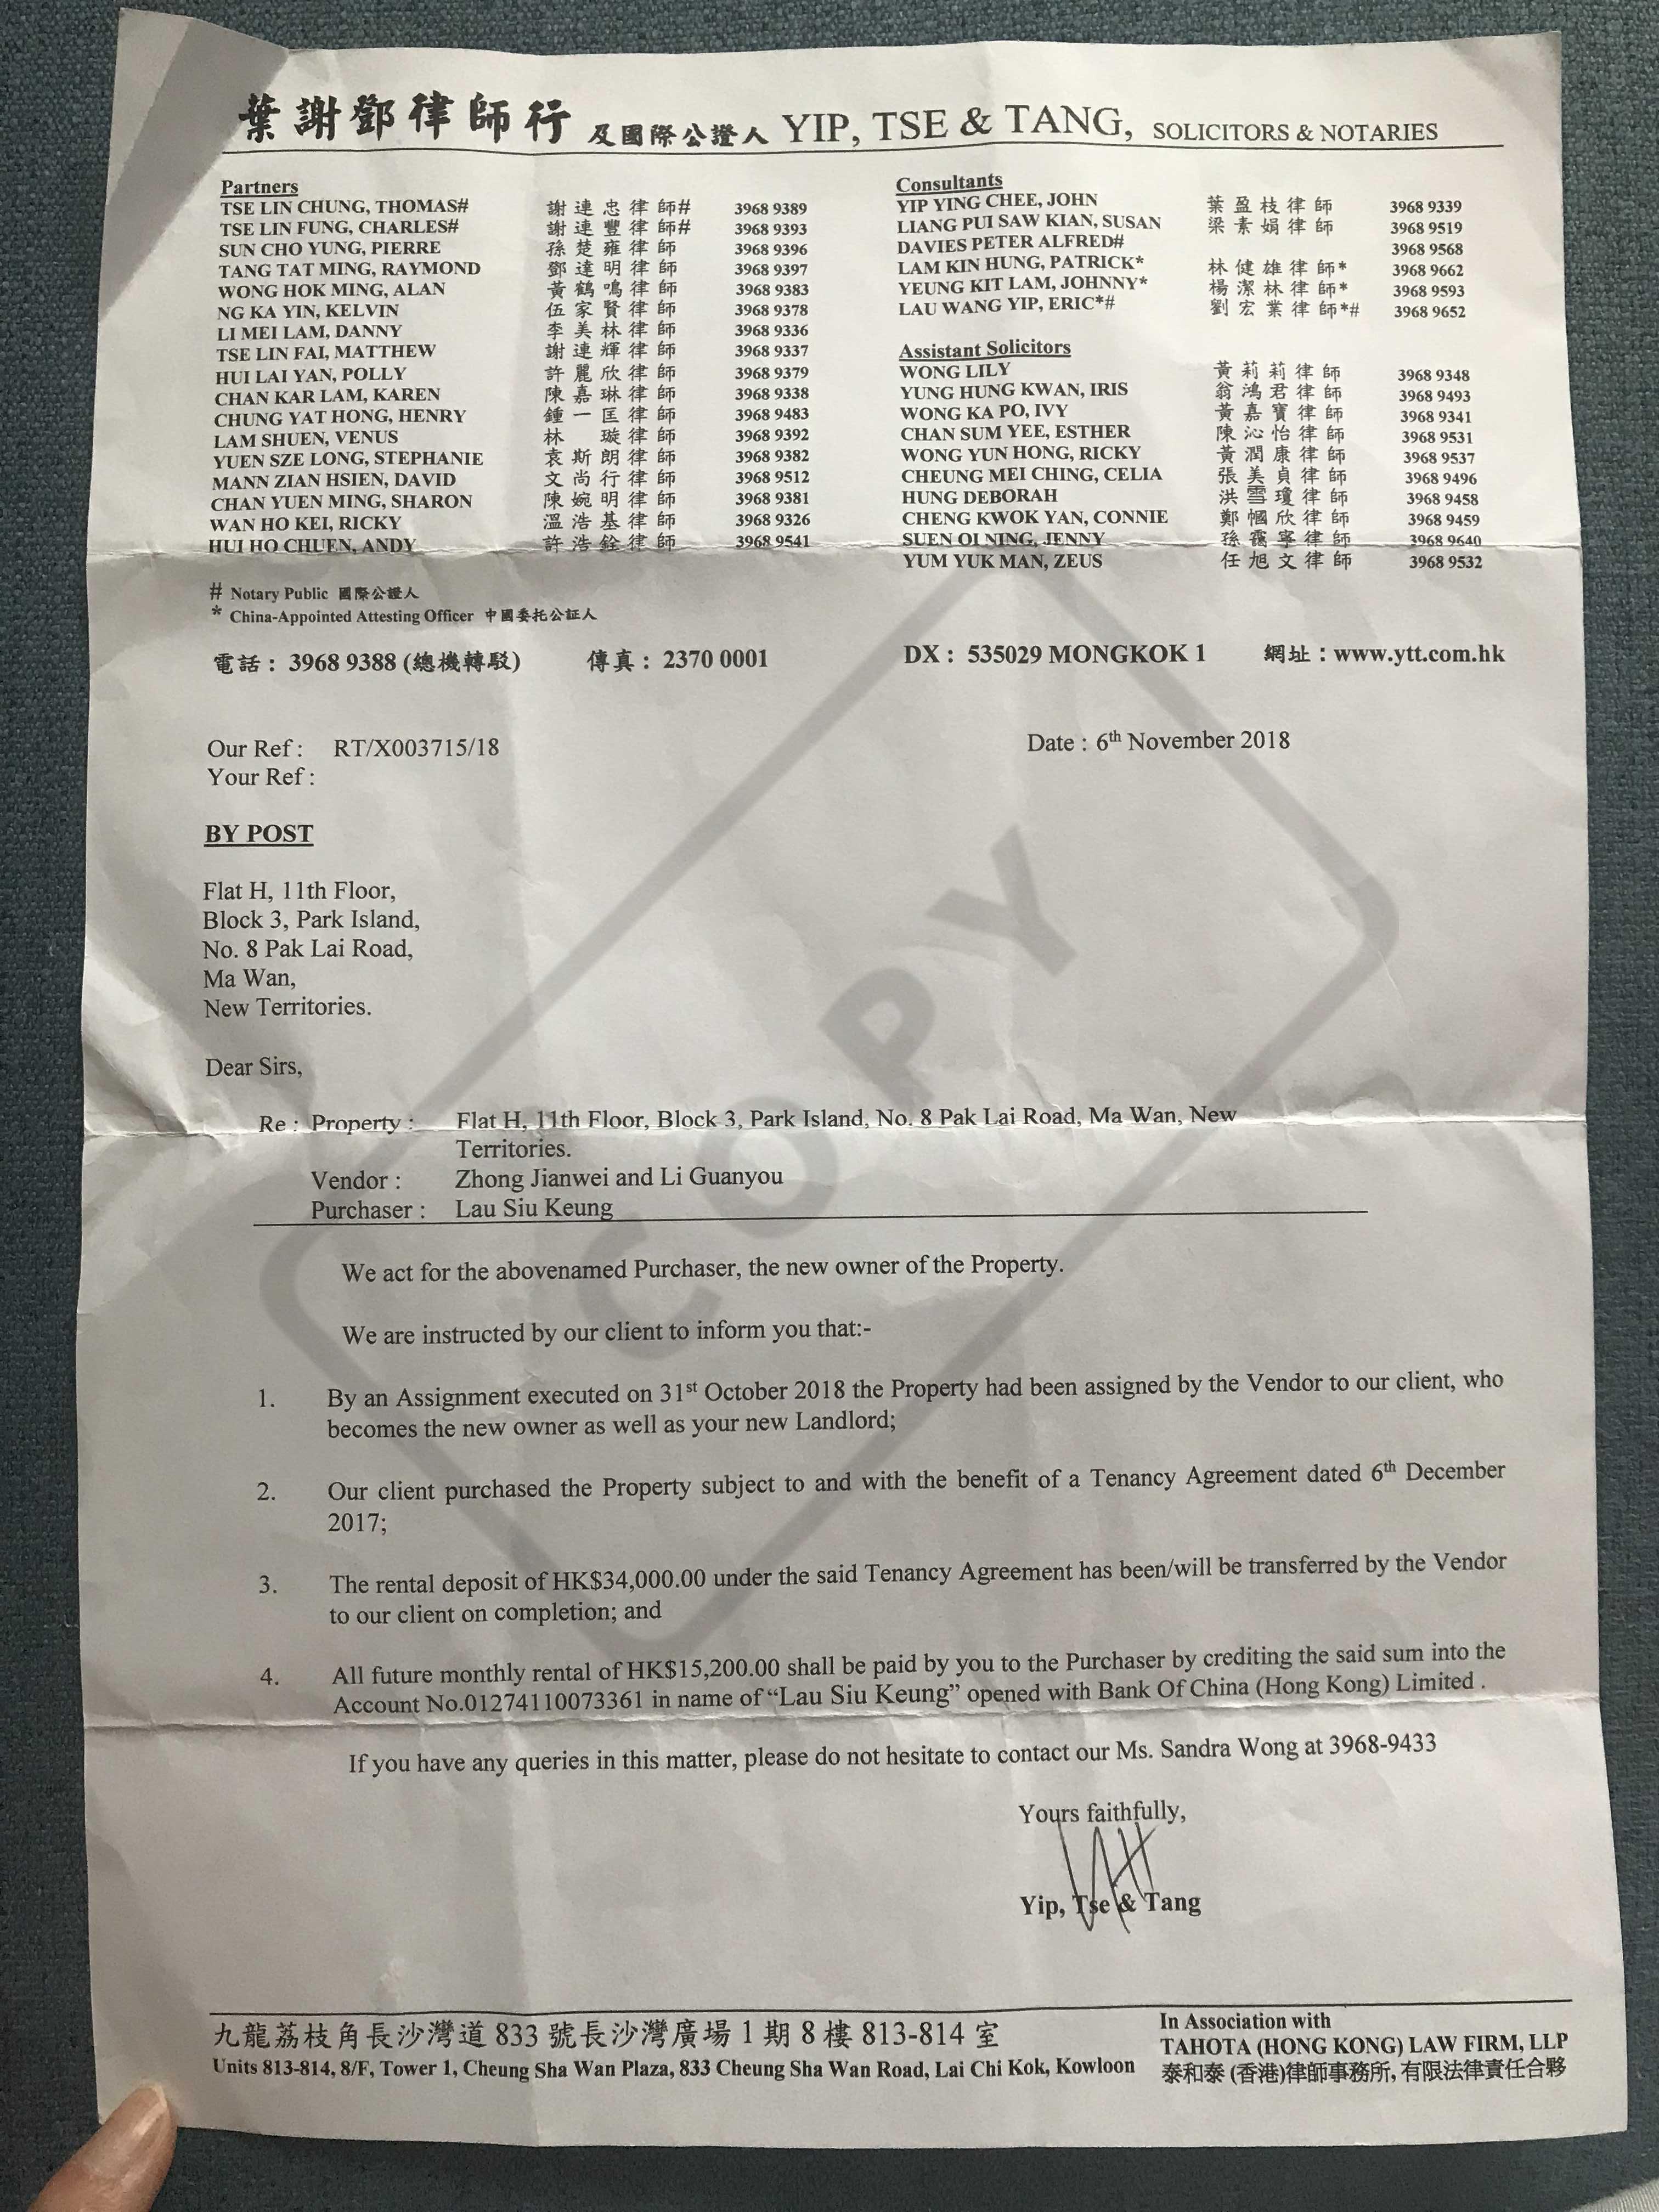 葉謝鄧律師行 及國際公證人 YIP, TSE & TANG, SOLICITORS & NOTARIES
Partners
TSE LIN CHUNG, THOMAS# 謝連忠律師# 3968 9389
TSE LIN FUNG, CHARLES# 謝連豐律師# 3968 9393
SUN CHO YUNG, PIERRE 孫楚雍律師 3968 9396
TANG TAT MING, RAYMOND 鄧達明律師 3968 9397
WONG HOK MING, ALAN 黃鶴鳴律師 3968 9383
NG KA YIN, KELVIN 伍家賢律師 3968 9378
LI MEI LAM, DANNY 李美林律師 3968 9336
TSE LIN FAI, MATTHEW 謝連輝律師 3968 9337
HUI LAI YAN, POLLY 許麗欣律師 3968 9379
CHAN KAR LAM, KAREN 陳嘉琳律師 3968 9338
CHUNG YAT HONG, HENRY 鍾一匡律師 3968 9483
LAM SHUEN, VENUS 林璇律師 3968 9392
YUEN SZE LONG, STEPHANIE 袁斯朗律師 3968 9382
MANN ZIAN HSIEN, DAVID 文尚行律師 3968 9512
CHAN YUEN MING, SHARON 陳婉明律師 3968 9381
WAN HO KEI, RICKY 溫浩基律師 3968 9326
HUI HO CHUEN, ANDY 許浩銓律師 3968 9541
Consultants
YIP YING CHEE, JOHN 葉盈枝律師 3968 9339
LIANG PUI SAW KIAN, SUSAN 梁素娟律師 3968 9519
DAVIES PETER ALFRED# 3968 9568
LAM KIN HUNG, PATRICK* 林健雄律師* 3968 9662
YEUNG KIT LAM, JOHNNY* 楊潔林律師* 3968 9593
LAU WANG YIP, ERIC*# 劉宏業律師*# 3968 9652
Assistant Solicitors
WONG LILY 黃莉莉律師 3968 9348
YUNG HUNG KWAN, IRIS 翁鴻君律師 3968 9493
WONG KA PO, IVY 黃嘉寶律師 3968 9341
CHAN SUM YEE, ESTHER 陳沁怡律師 3968 9531
WONG YUN HONG, RICKY 黃潤康律師 3968 9537
CHEUNG MEI CHING, CELIA 張美貞律師 3968 9496
HUNG DEBORAH 洪雪瓊律師 3968 9458
CHENG KWOK YAN, CONNIE 鄭幗欣律師 3968 9459
SUEN OI NING, JENNY 孫靄寧律師 3968 9640
YUM YUK MAN, ZEUS 任旭文律師 3968 9532
# Notary Public 國際公證人
* China-Appointed Attesting Officer 中國委托公証人
電話： 3968 9388 (總機轉駁) 傳真： 2370 0001 DX : 535029 MONGKOK 1 網址：www.ytt.com.hk
Our Ref : RT/X003715/18 Date : 6th November 2018
Your Ref :
BY POST
Flat H, 11th Floor,
Block 3, Park Island,
No. 8 Pak Lai Road,
Ma Wan,
New Territories.
Dear Sirs,
Re : Property : Flat H, 11th Floor, Block 3, Park Island, No. 8 Pak Lai Road, Ma Wan, New
Territories.
Vendor : Zhong Jianwei and Li Guanyou
Purchaser : Lau Siu Keung
COPY
We act for the abovenamed Purchaser, the new owner of the Property.
We are instructed by our client to inform you that:-
1. By an Assignment executed on 31st October 2018 the Property had been assigned by the Vendor to our client, who
becomes the new owner as well as your new Landlord;
2. Our client purchased the Property subject to and with the benefit of a Tenancy Agreement dated 6th December
2017;
3. The rental deposit of HK$34,000.00 under the said Tenancy Agreement has been/will be transferred by the Vendor
to our client on completion; and
4. All future monthly rental of HK$15,200.00 shall be paid by you to the Purchaser by crediting the said sum into the
Account No.01274110073361 in name of “Lau Siu Keung” opened with Bank Of China (Hong Kong) Limited .
If you have any queries in this matter, please do not hesitate to contact our Ms. Sandra Wong at 3968-9433
Yours faithfully,
Yip, Tse & Tang
九龍荔枝角長沙灣道 833 號長沙灣廣場 1 期 8 樓 813-814 室
Units 813-814, 8/F, Tower 1, Cheung Sha Wan Plaza, 833 Cheung Sha Wan Road, Lai Chi Kok, Kowloon
In Association with
TAHOTA (HONG KONG) LAW FIRM, LLP
泰和泰 (香港)律師事務所, 有限法律責任合夥